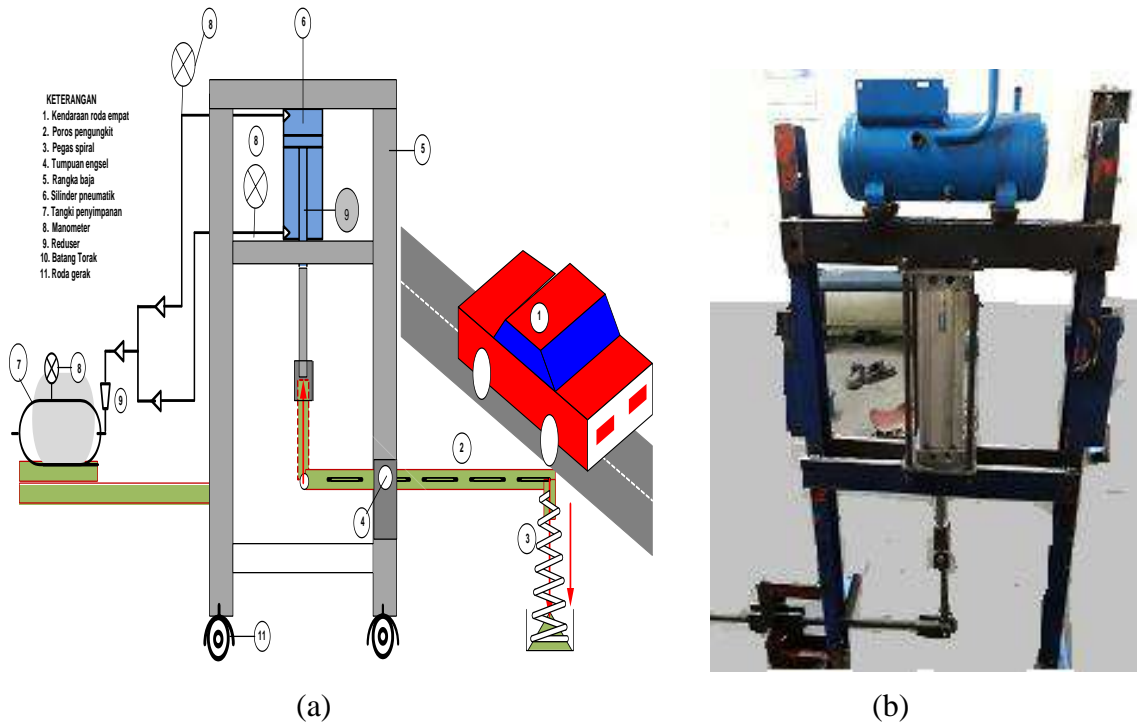 8
6
KETERANGAN
1. Kendaraan roda empat
2. Poros pengungkit
3. Pegas spiral
4. Tumpuan engsel
5. Rangka baja
6. Silinder pneumatik
7. Tangki penyimpanan
8. Manometer
9. Reduser
10. Batang Torak
11. Roda gerak
8
5
9
1
7
8
9
2
4
3
11
(a)
(b)